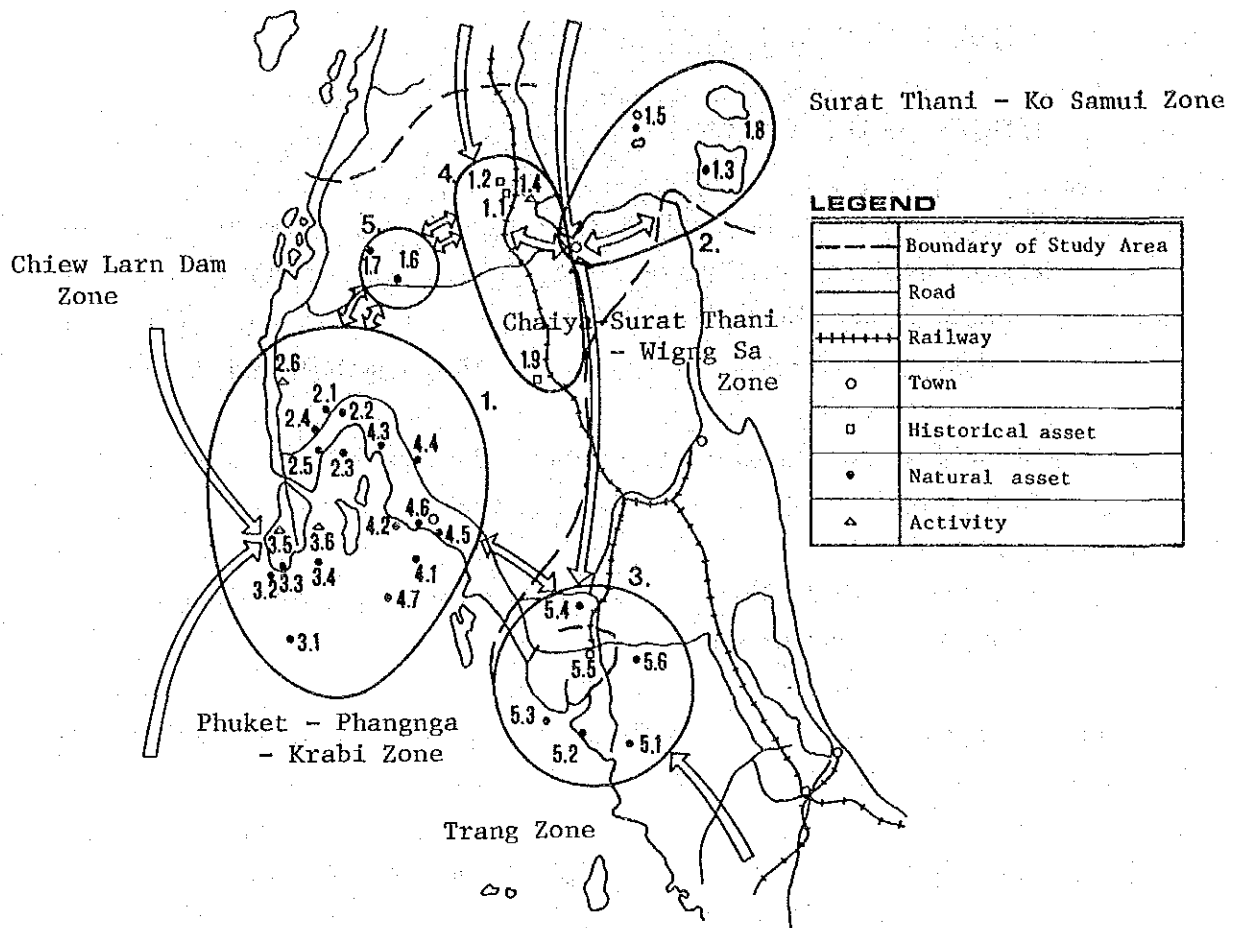 Surat Thani - Ko Samui Zone
1.5
1.8
1.3
4.
1.2
1.4
1.1
2.
5.
1.7
1.6
LEGEND
Boundary of Study Area
Road
Railway
Town
Historical asset
Natural asset
Activity
Chiew Larn Dam
Zone
Chaiya-Surat Thani
- Wigng Sa
Zone
1.9
2.6
1.
2.1
2.2
2.4
4.3
4.4
2.5
2.3
4.6
4.2
4.5
3.5
3.6
3.4
3.3
3.2
4.1
4.7
3.1
3.
5.4
5.5
5.6
5.3
5.2
5.1
Phuket - Phangnga
- Krabi Zone
Trang Zone